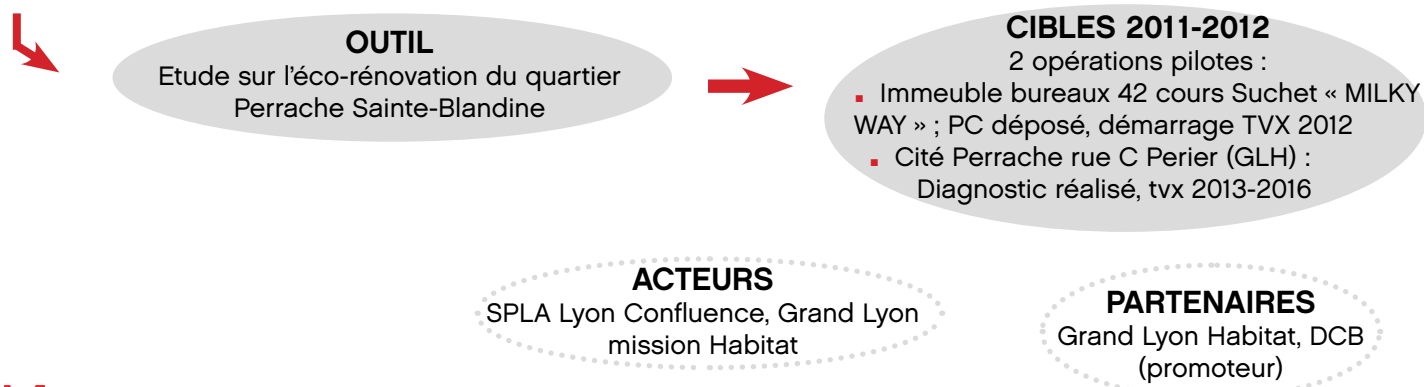 OUTIL
Etude sur l'éco-rénovation du quartier
Perrache Sainte-Blandine
CIBLES 2011-2012
2 opérations pilotes :
▪ Immeuble bureaux 42 cours Suchet « MILKY
WAY » ; PC déposé, démarrage TVX 2012
▪ Cité Perrache rue C Perier (GLH) :
Diagnostic réalisé, tvx 2013-2016
ACTEURS
SPLA Lyon Confluence, Grand Lyon
mission Habitat
PARTENAIRES
Grand Lyon Habitat, DCB
(promoteur)